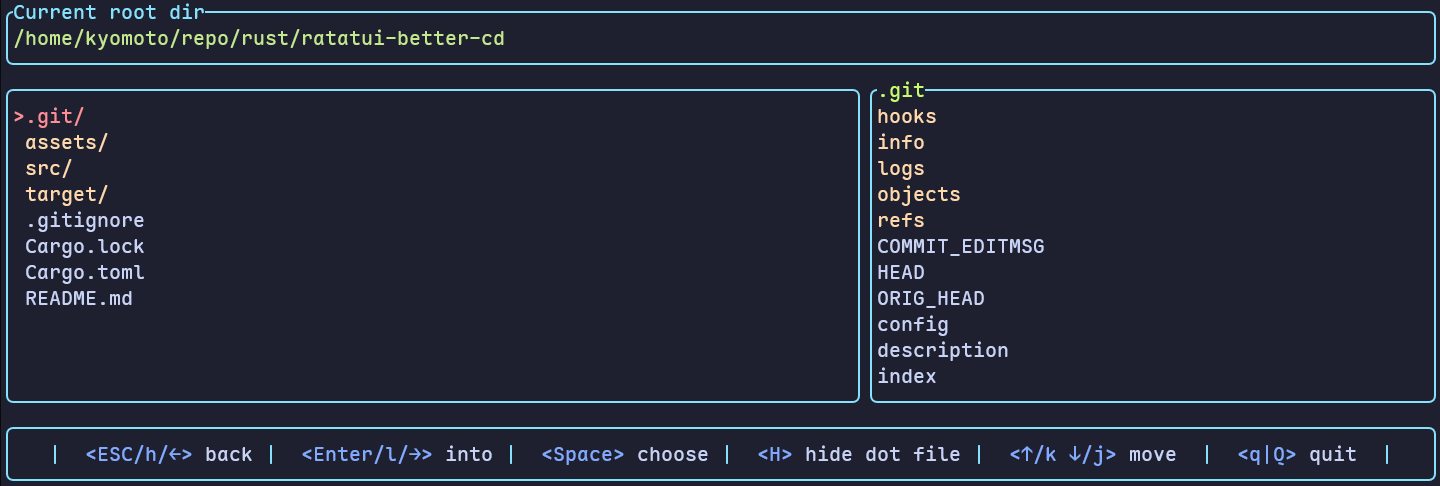 Current root dir
/home/kyomoto/repo/rust/ratatui-better-cd
>.git/
assets/
src/
target/
.gitignore
Cargo.lock
Cargo.toml
README.md
.git
hooks
info
logs
objects
refs
COMMIT_EDITMSG
HEAD
ORIG_HEAD
config
description
index
| <ESC/h/←> back | <Enter/l/→> into | <Space> choose | <H> hide dot file | <↑/k ↓/j> move | <q|Q> quit |